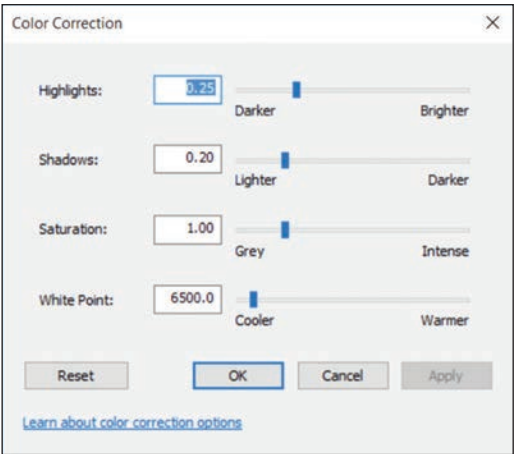 Color Correction
Highlights: 0.25
Darker Brighter
Shadows: 0.20
Lighter Darker
Saturation: 1.00
Grey Intense
White Point: 6500.0
Cooler Warmer
Reset OK Cancel Apply
Learn about color correction options